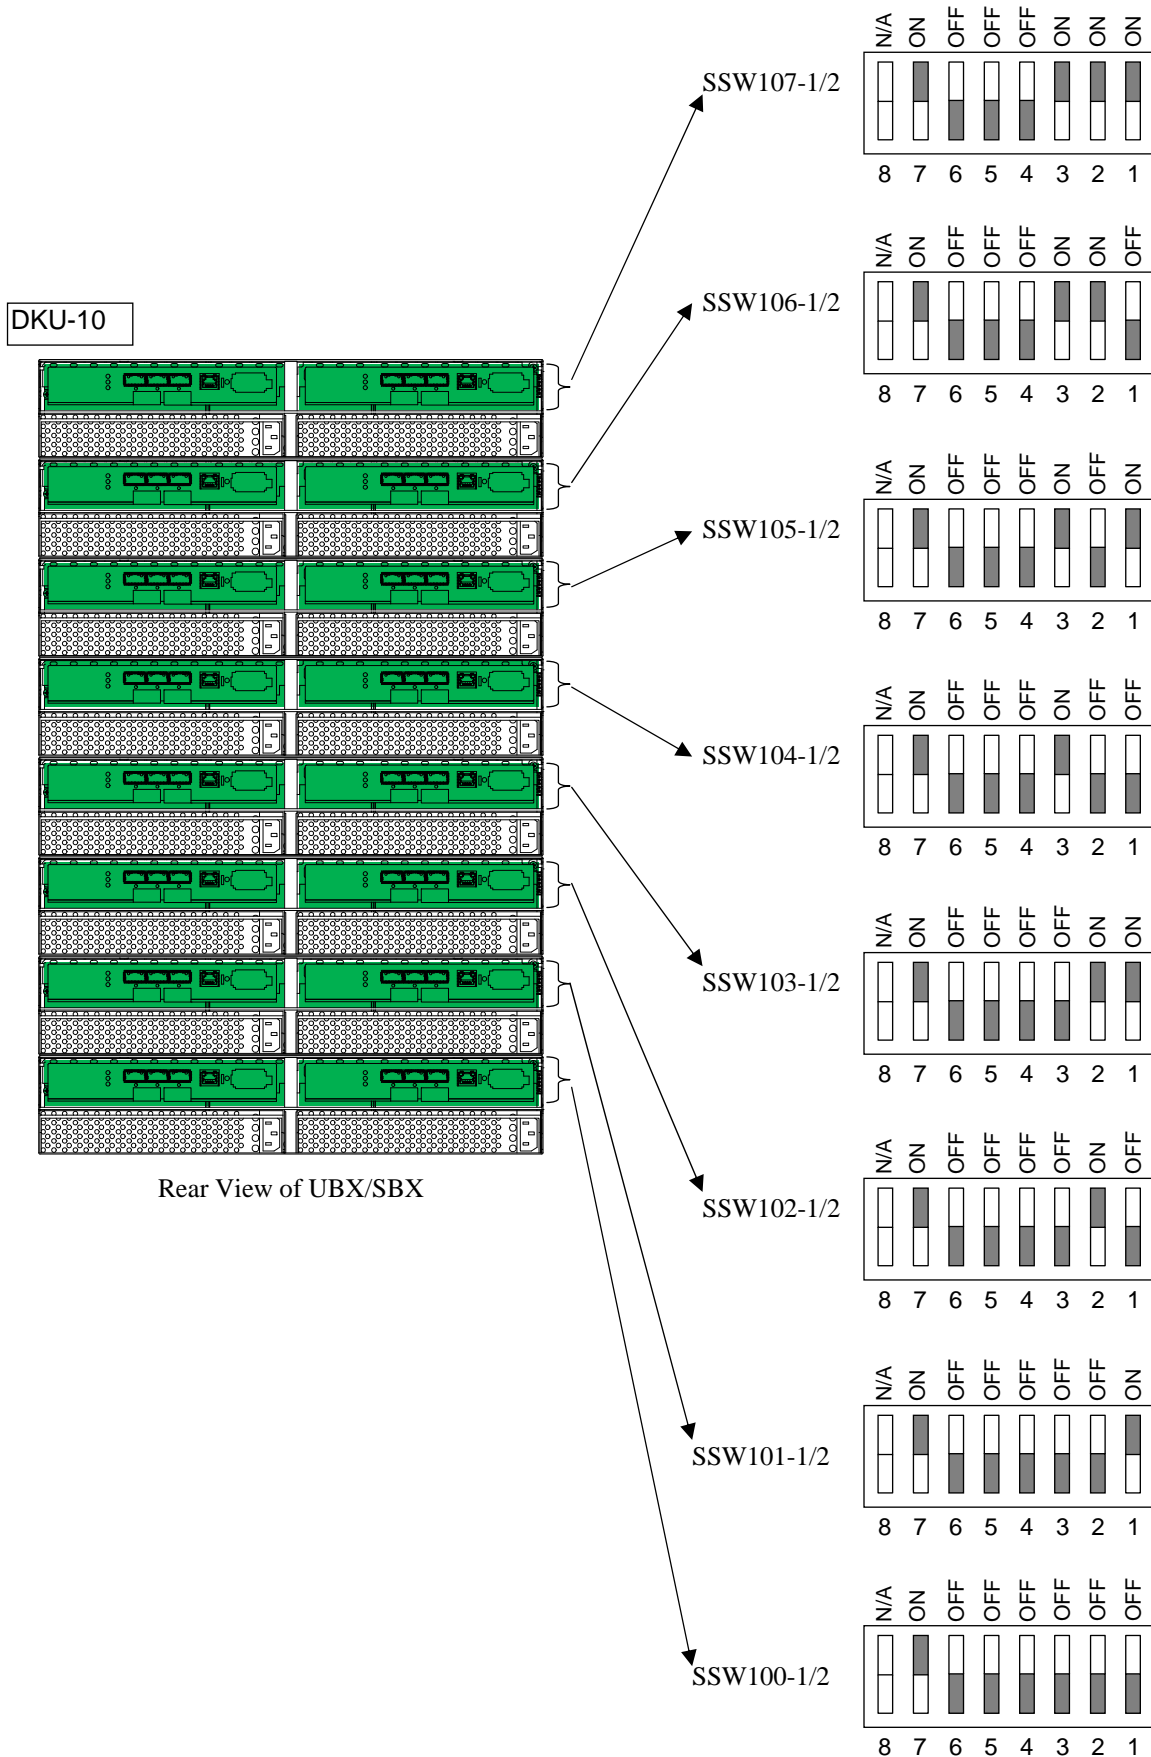 N/A ON OFF OFF OFF ON ON ON
SSW107-1/2
8 7 6 5 4 3 2 1
N/A ON OFF OFF OFF ON ON OFF
SSW106-1/2
DKU-10
8 7 6 5 4 3 2 1
N/A ON OFF OFF OFF ON OFF ON
SSW105-1/2
8 7 6 5 4 3 2 1
N/A ON OFF OFF OFF ON OFF OFF
SSW104-1/2
8 7 6 5 4 3 2 1
N/A ON OFF OFF OFF OFF ON ON
SSW103-1/2
8 7 6 5 4 3 2 1
N/A ON OFF OFF OFF OFF ON OFF
Rear View of UBX/SBX
SSW102-1/2
8 7 6 5 4 3 2 1
N/A ON OFF OFF OFF OFF OFF ON
SSW101-1/2
8 7 6 5 4 3 2 1
N/A ON OFF OFF OFF OFF OFF OFF
SSW100-1/2
8 7 6 5 4 3 2 1